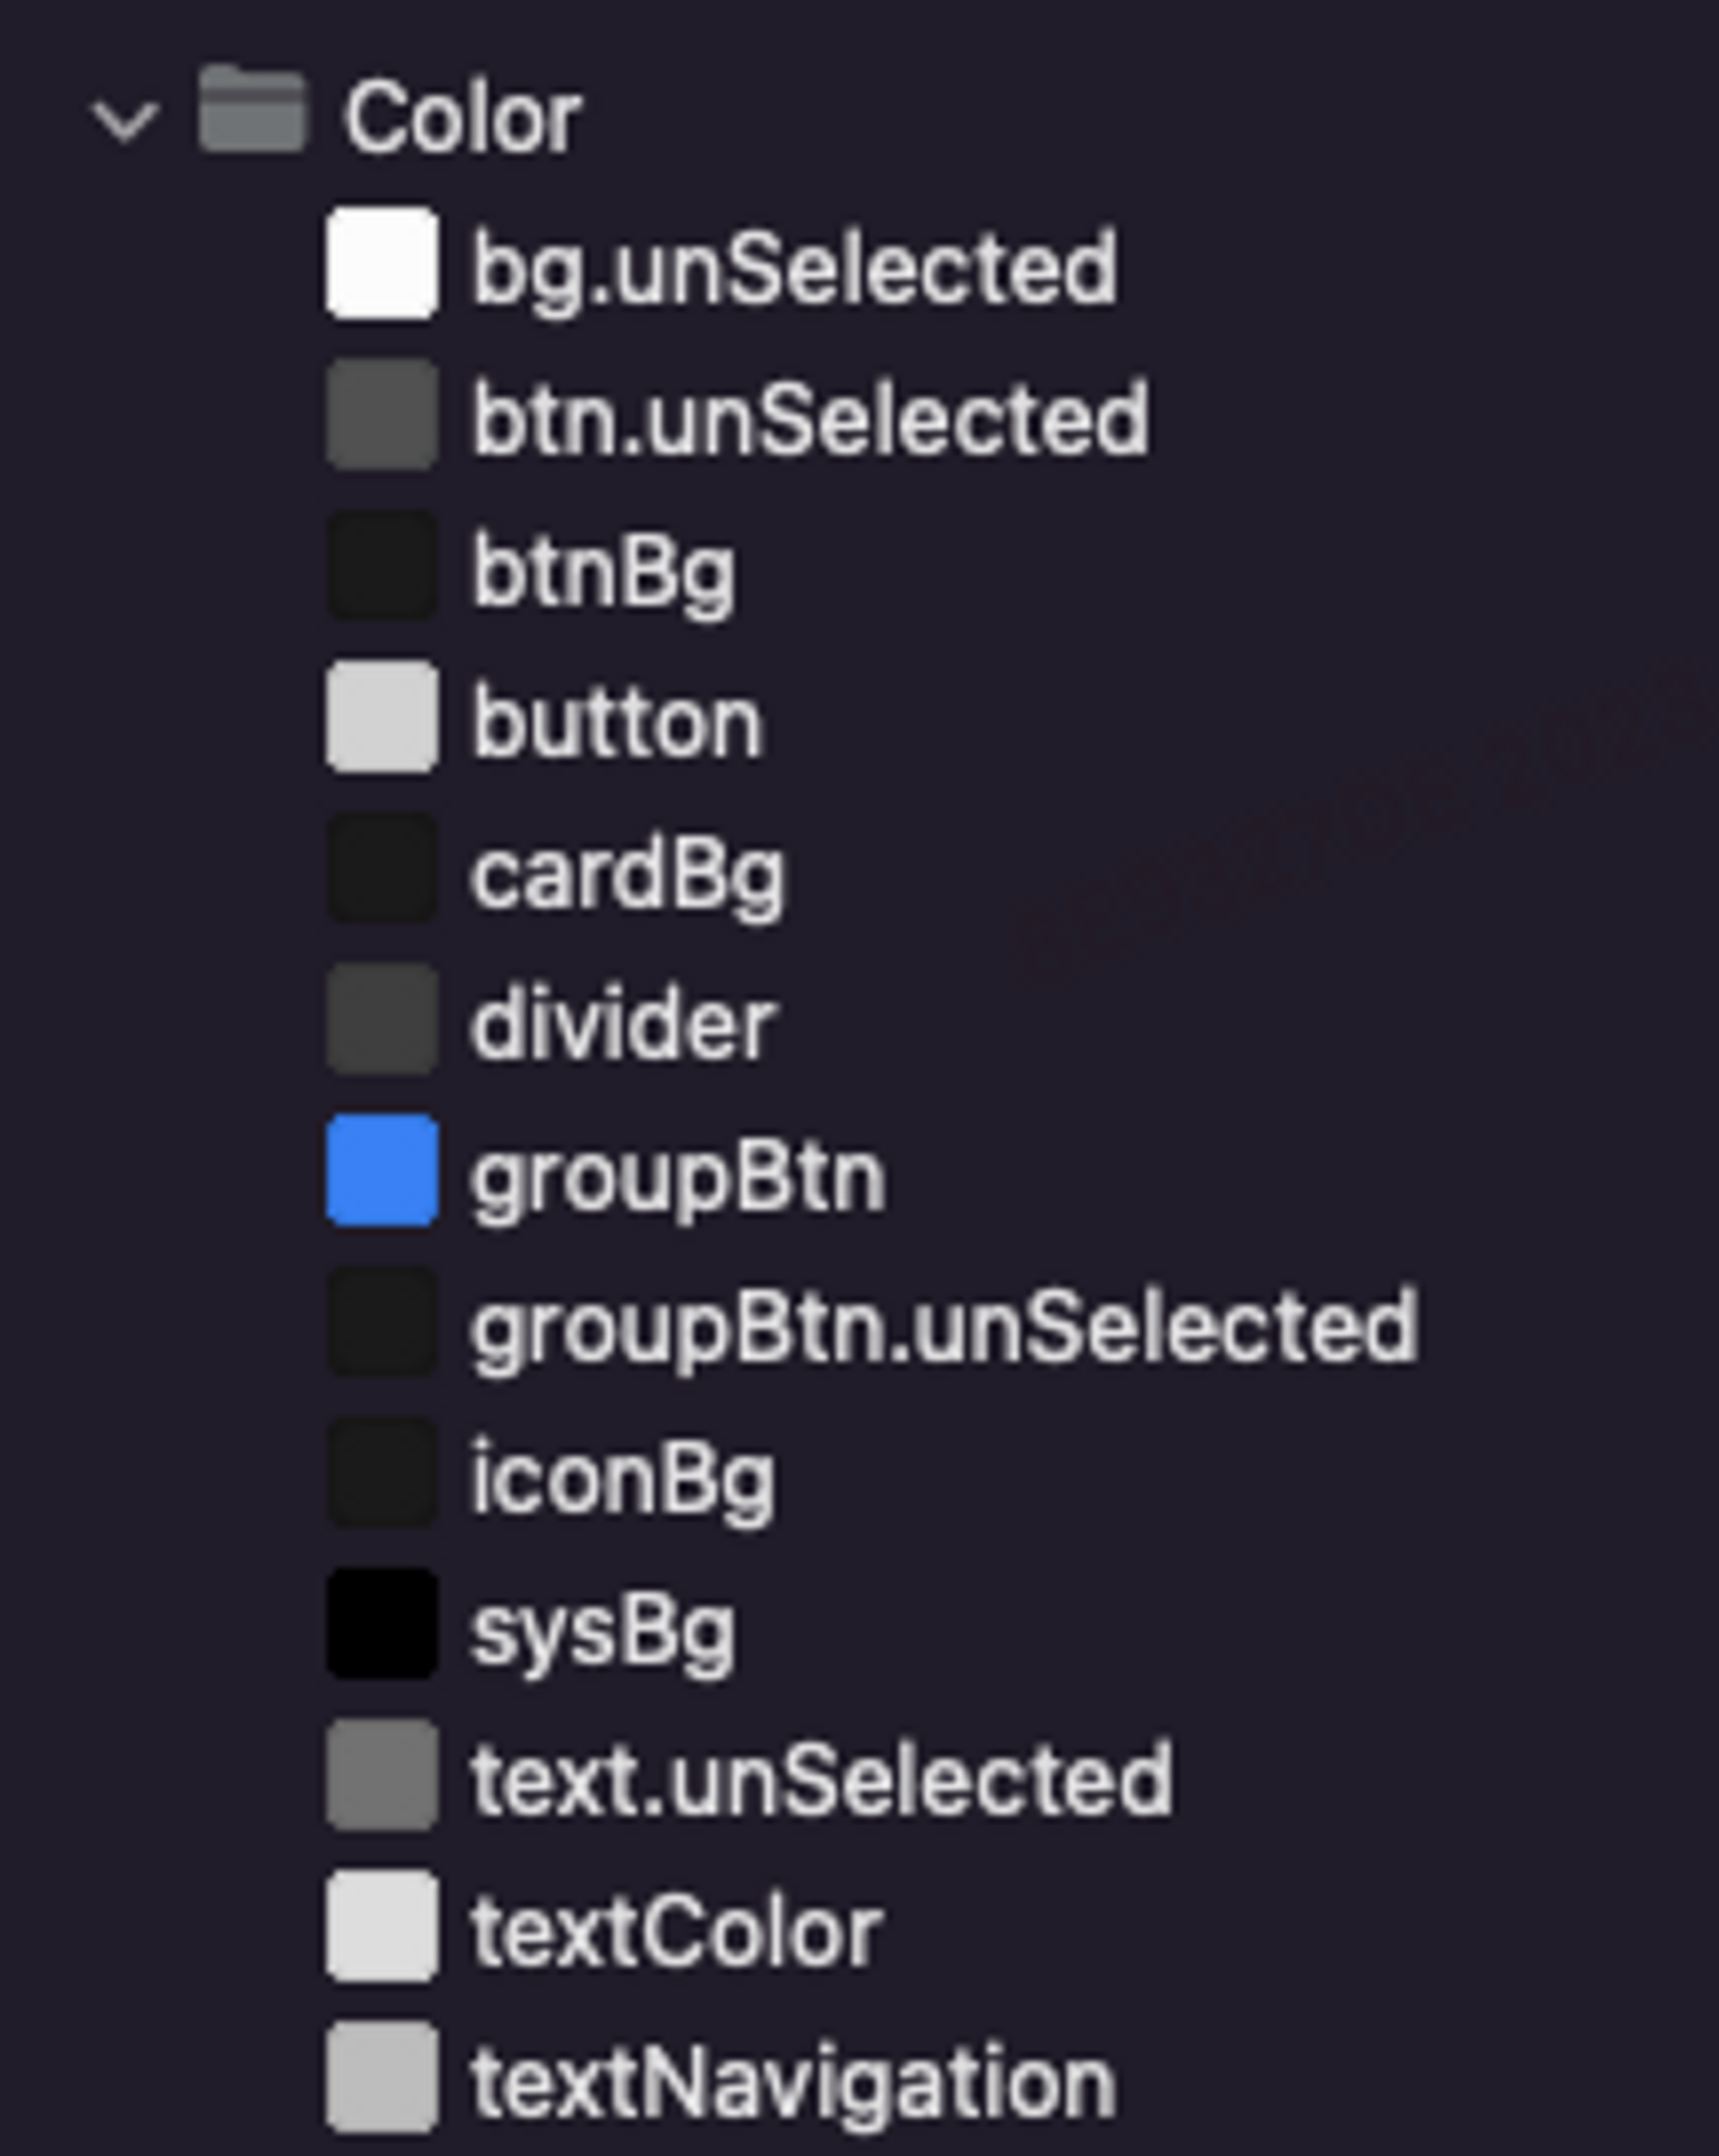 Color
bg.unSelected
btn.unSelected
btnBg
button
cardBg
divider
groupBtn
groupBtn.unSelected
iconBg
sysBg
text.unSelected
textColor
textNavigation